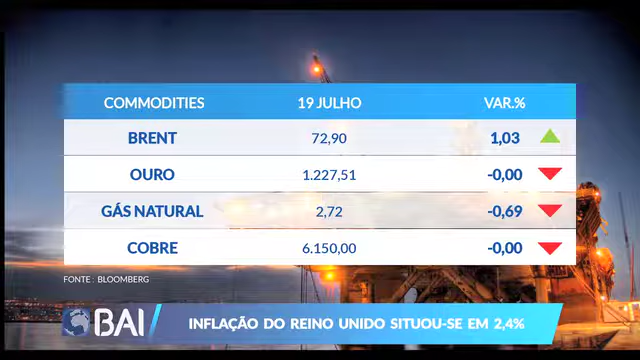 COMMODITIES 19 JULHO VAR.%
BRENT 72,90 1,03
OURO 1.227,51 -0,00
GÁS NATURAL 2,72 -0,69
COBRE 6.150,00 -0,00
FONTE: BLOOMBERG
BAI INFLAÇÃO DO REINO UNIDO SITUOU-SE EM 2,4%